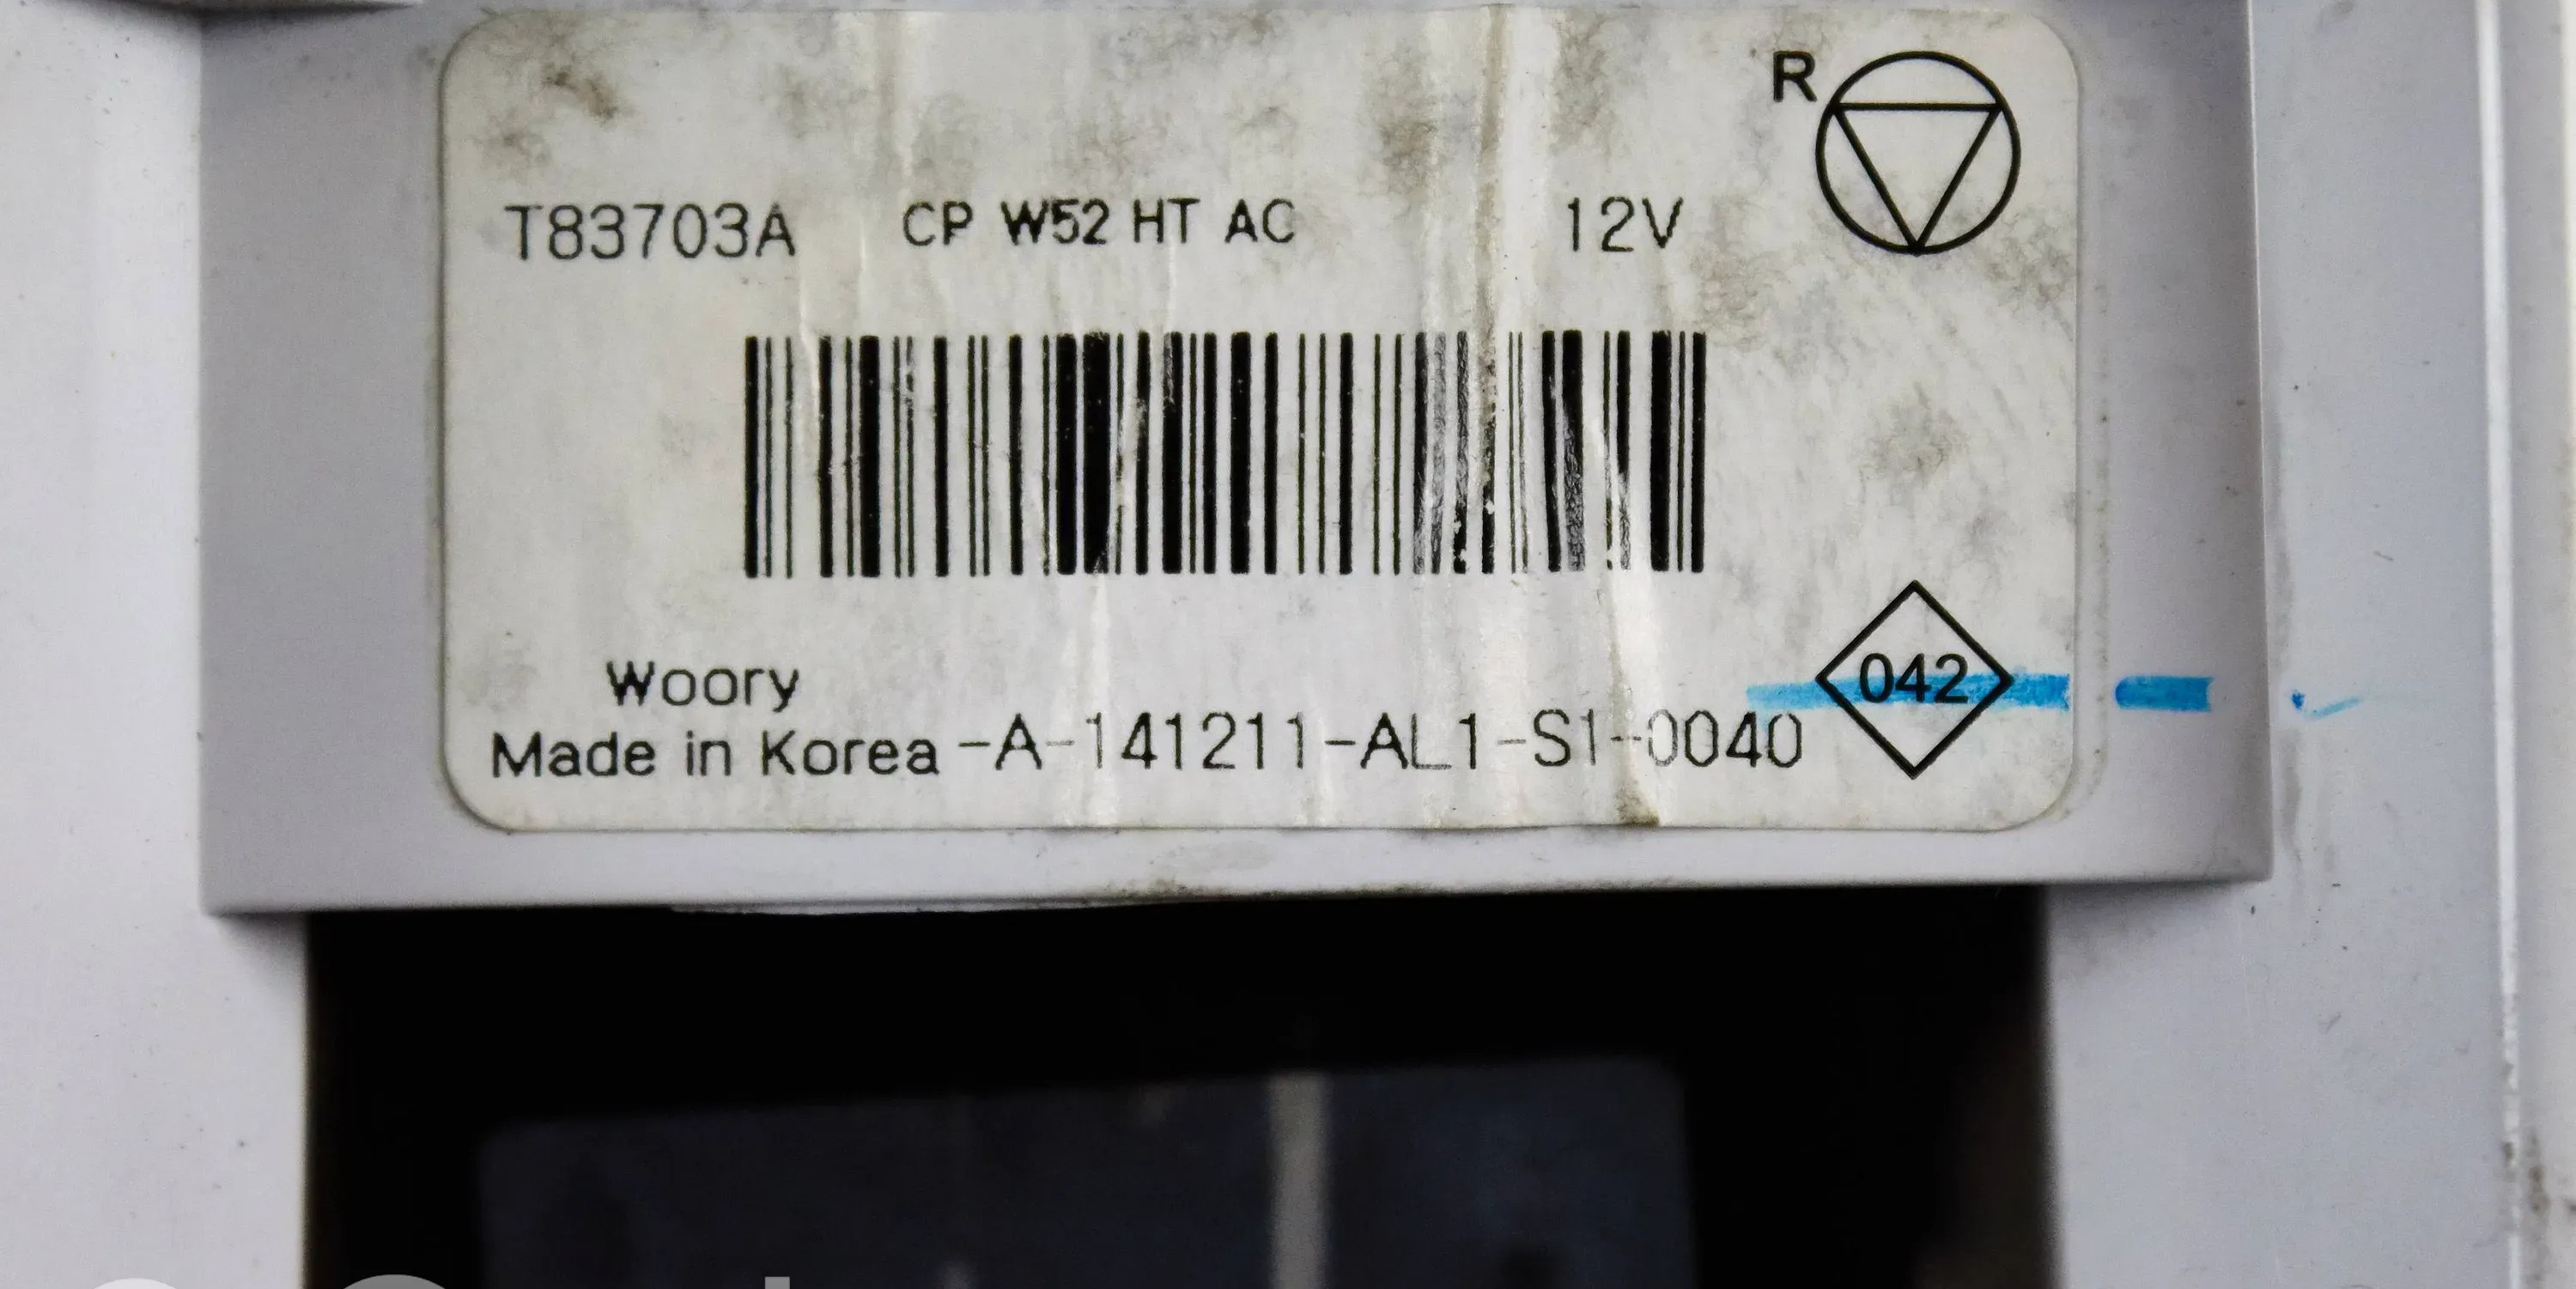 R
T83703A CP W52 HT AC 12V
042
Woory
Made in Korea -A-141211-AL1-S1-0040